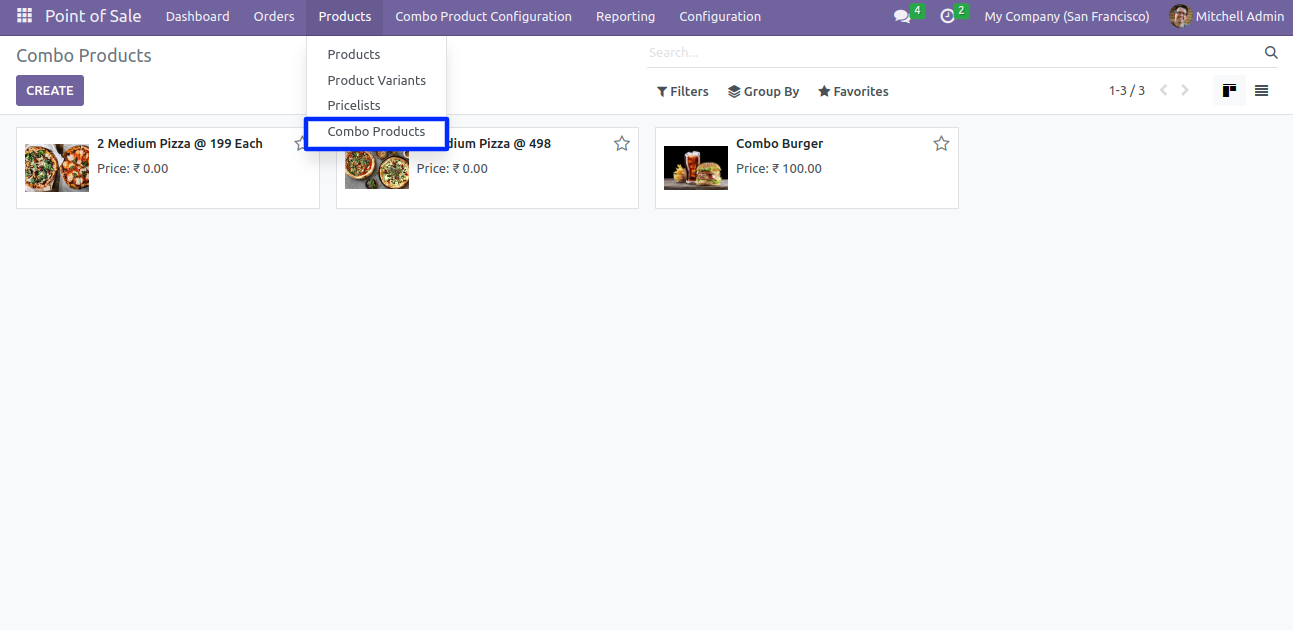 Point of Sale Dashboard Orders Products Combo Product Configuration Reporting Configuration 4 2 My Company (San Francisco) Mitchell Admin
Combo Products
Search...
CREATE
Filters Group By Favorites 1-3 / 3
Products
Product Variants
Pricelists
Combo Products
2 Medium Pizza @ 199 Each
Price: ₹ 0.00
Pizza @ 498
Price: ₹ 0.00
Combo Burger
Price: ₹ 100.00